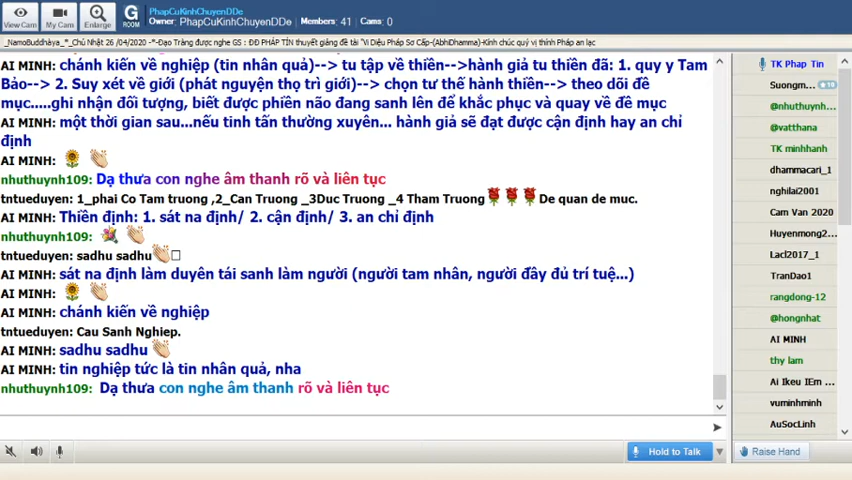 PhapCuKinhChuyenDDe
Owner: PhapCuKinhChuyenDDe Members: 41 Cams: 0
View Cam
My Cam
Enlarge
G ROOM
_NamoBuddhàya_*_Chủ Nhật 26 /04/2020 -*-Đạo Tràng được nghe GS : ĐĐ PHÁP TÍN thuyết giảng đề tài "Vi Diệu Pháp Sơ Cấp-(AbhiDhamma)-Kính chúc quý vị thính Pháp an lạc
AI MINH: chánh kiến về nghiệp (tin nhân quả)--> tu tập về thiền-->hành giả tu thiền đã: 1. quy y Tam
Bảo--> 2. Suy xét về giới (phát nguyện thọ trì giới)--> chọn tư thế hành thiền--> theo dõi đề
mục.....ghi nhận đối tượng, biết được phiền não đang sanh lên để khắc phục và quay về đề mục
AI MINH: một thời gian sau...nếu tinh tấn thường xuyên... hành giả sẽ đạt được cận định hay an chỉ
định
AI MINH:
nhuthuynh109: Dạ thưa con nghe âm thanh rõ và liên tục
tntueduyen: 1_phai Co Tam truong ,2_Can Truong _3Duc Truong _4 Tham Truong De quan de muc.
AI MINH: Thiền định: 1. sát na định/ 2. cận định/ 3. an chỉ định
nhuthuynh109:
tntueduyen: sadhu sadhu
AI MINH: sát na định làm duyên tái sanh làm người (người tam nhân, người đầy đủ trí tuệ...)
AI MINH:
AI MINH: chánh kiến về nghiệp
tntueduyen: Cau Sanh Nghiep.
AI MINH: sadhu sadhu
AI MINH: tin nghiệp tức là tin nhân quả, nha
nhuthuynh109: Dạ thưa con nghe âm thanh rõ và liên tục
TK Phap Tin
Suongm... 10
@nhuthuynh...
@vatthana
TK minhhanh
dhammacari_1
nghilai2001
Cam Van 2020
Huyenmong2...
Lacl2017_1
TranDao1
rangdong-12
@hongnhat
AI MINH
thy lam
Ai Ikeu IEm ...
vuminhminh
AuSocLinh
Hold to Talk
Raise Hand